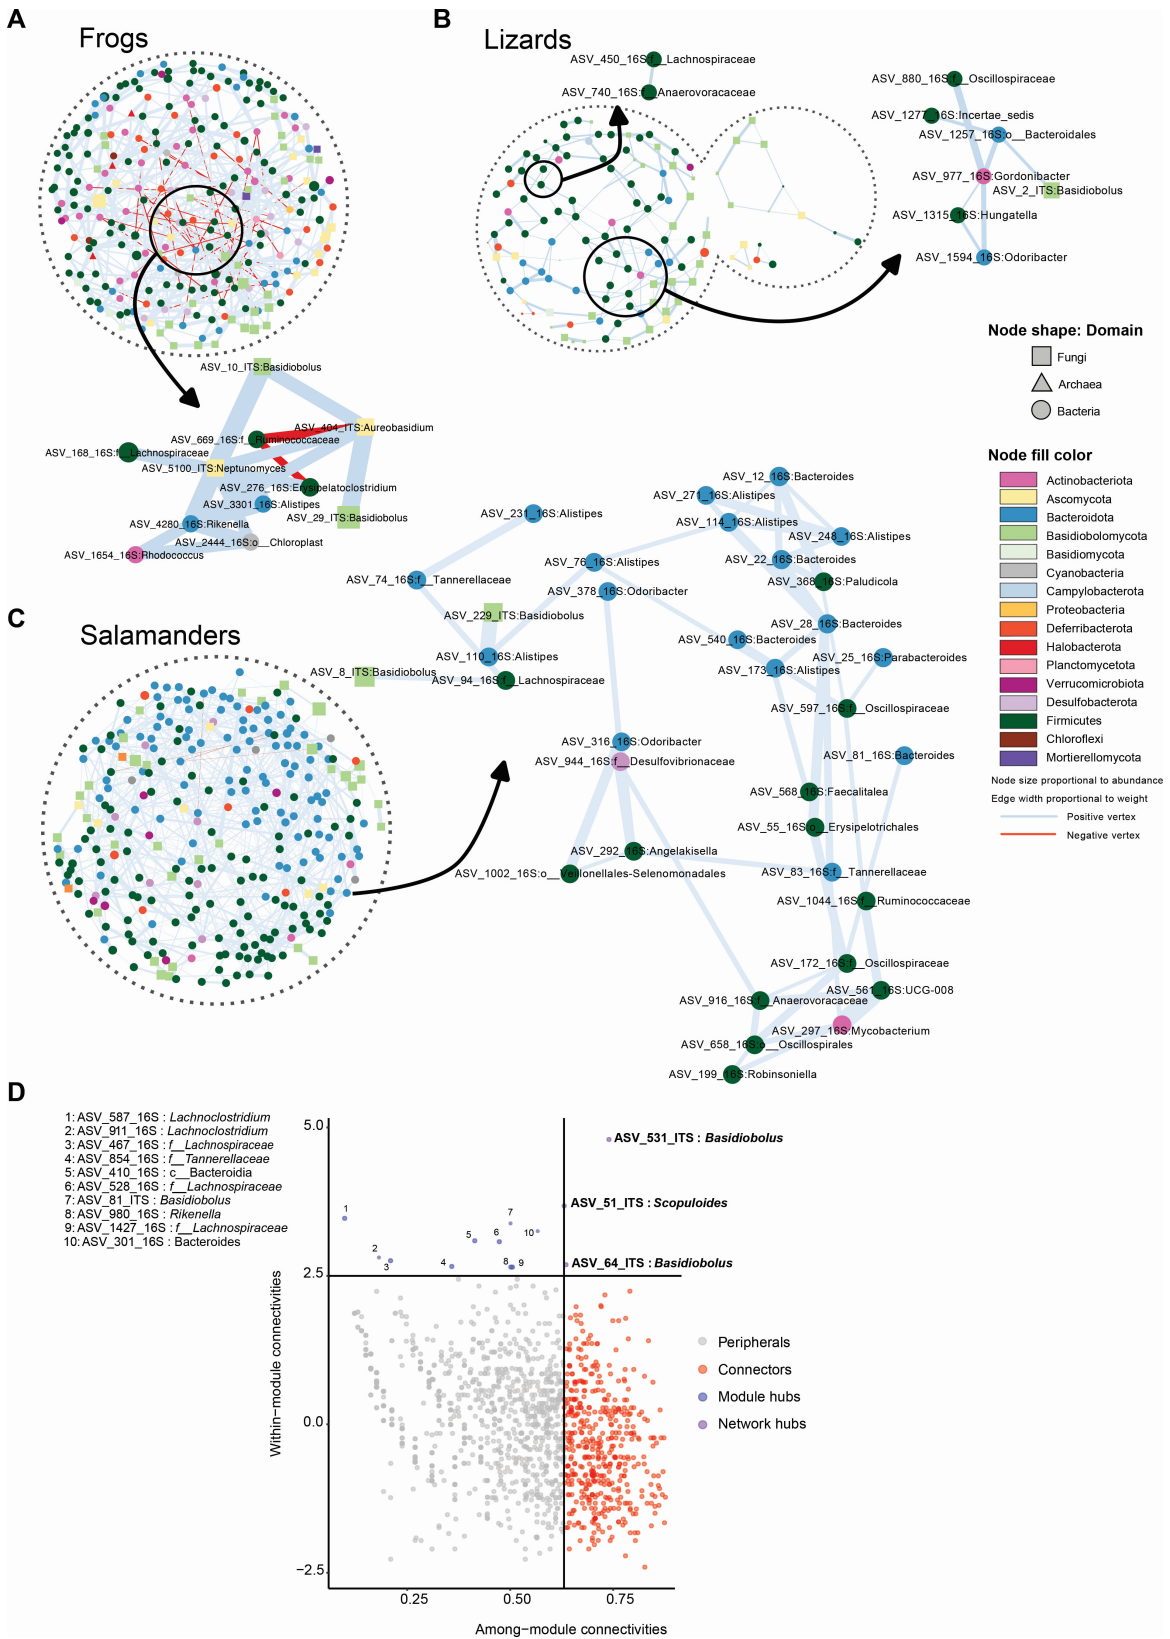 A
Frogs
ASV_10_ITS:Basidiobolus
ASV_404_ITS:Aureobasidium
ASV_669_16S:f__Ruminococcaceae
ASV_168_16S:f__Lachnospiraceae
ASV_5100_ITS:Neptunomyces
ASV_276_16S:Erysipelatoclostridium
ASV_3301_16S:Alistipes
ASV_29_ITS:Basidiobolus
ASV_4280_16S:Rikenella
ASV_2444_16S:o__Chloroplast
ASV_1654_16S:Rhodococcus
B
Lizards
ASV_450_16S:f__Lachnospiraceae
ASV_740_16S:f__Anaerovoracaceae
ASV_880_16S:f__Oscillospiraceae
ASV_1277_16S:Incertae_sedis
ASV_1257_16S:o__Bacteroidales
ASV_977_16S:Gordonibacter
ASV_2_ITS:Basidiobolus
ASV_1315_16S:Hungatella
ASV_1594_16S:Odoribacter
Node shape: Domain
Fungi
Archaea
Bacteria
Node fill color
Actinobacteriota
Ascomycota
Bacteroidota
Basidiobolomycota
Basidiomycota
Cyanobacteria
Campylobacterota
Proteobacteria
Deferribacterota
Halobacterota
Planctomycetota
Verrucomicrobiota
Desulfobacterota
Firmicutes
Chloroflexi
Mortierellomycota
Node size proportional to abundance
Edge width proportional to weight
Positive vertex
Negative vertex
C
Salamanders
ASV_12_16S:Bacteroides
ASV_271_16S:Alistipes
ASV_231_16S:Alistipes
ASV_114_16S:Alistipes
ASV_248_16S:Alistipes
ASV_76_16S:Alistipes
ASV_22_16S:Bacteroides
ASV_74_16S:f__Tannerellaceae
ASV_368_16S:Paludicola
ASV_378_16S:Odoribacter
ASV_229_ITS:Basidiobolus
ASV_28_16S:Bacteroides
ASV_540_16S:Bacteroides
ASV_110_16S:Alistipes
ASV_25_16S:Parabacteroides
ASV_8_ITS:Basidiobolus
ASV_173_16S:Alistipes
ASV_94_16S:f__Lachnospiraceae
ASV_597_16S:f__Oscillospiraceae
ASV_316_16S:Odoribacter
ASV_81_16S:Bacteroides
ASV_944_16S:f__Desulfovibrionaceae
ASV_568_16S:Faecalitalea
ASV_55_16S:o__Erysipelotrichales
ASV_292_16S:Angelakisella
ASV_1002_16S:o__Veillonellales-Selenomonadales
ASV_83_16S:f__Tannerellaceae
ASV_1044_16S:f__Ruminococcaceae
ASV_172_16S:f__Oscillospiraceae
ASV_561_16S:UCG-008
ASV_916_16S:f__Anaerovoracaceae
ASV_297_16S:Mycobacterium
ASV_658_16S:o__Oscillospirales
ASV_199_16S:Robinsoniella
D
1:ASV_587_16S : Lachnoclostridium
2:ASV_911_16S : Lachnoclostridium
3:ASV_467_16S : f__Lachnospiraceae
4:ASV_854_16S : f__Tannerellaceae
5:ASV_410_16S : c__Bacteroidia
6:ASV_528_16S : f__Lachnospiraceae
7:ASV_81_ITS : Basidiobolus
8:ASV_980_16S : Rikenella
9:ASV_1427_16S : f__Lachnospiraceae
10:ASV_301_16S : Bacteroides
5.0
2.5
0.0
−2.5
Within−module connectivities
ASV_531_ITS : Basidiobolus
ASV_51_ITS : Scopuloides
ASV_64_ITS : Basidiobolus
1
2
3
4
5
6
7
8
9
10
Peripherals
Connectors
Module hubs
Network hubs
0.25
0.50
0.75
Among−module connectivities